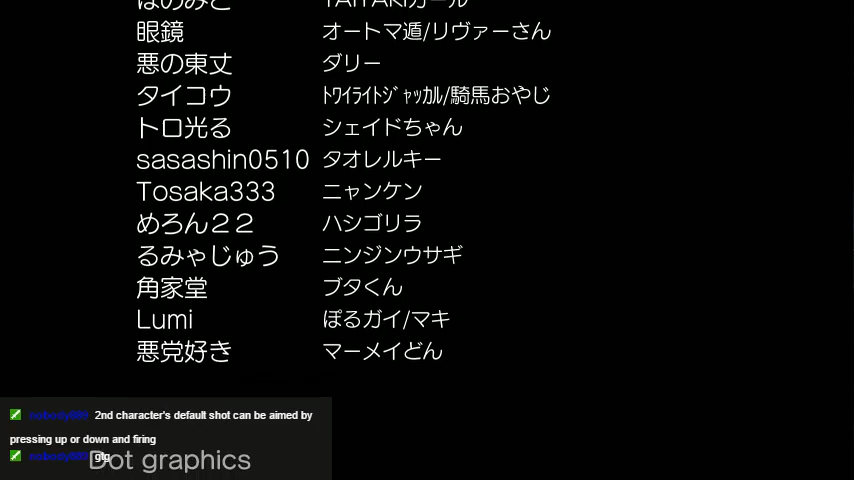 眼鏡 オートマ遁/リヴァーさん
悪の東丈 ダリー
タイコウ ﾄﾜｲﾗｲﾄｼﾞｬｯｶﾙ/騎馬おやじ
トロ光る シェイドちゃん
sasashin0510 タオレルキー
Tosaka333 ニャンケン
めろん２２ ハシゴリラ
るみゃじゅう ニンジンウサギ
角家堂 ブタくん
Lumi ぽるガイ/マキ
悪党好き マーメイどん
2nd character's default shot can be aimed by
pressing up or down and firing
gtg
Dot graphics